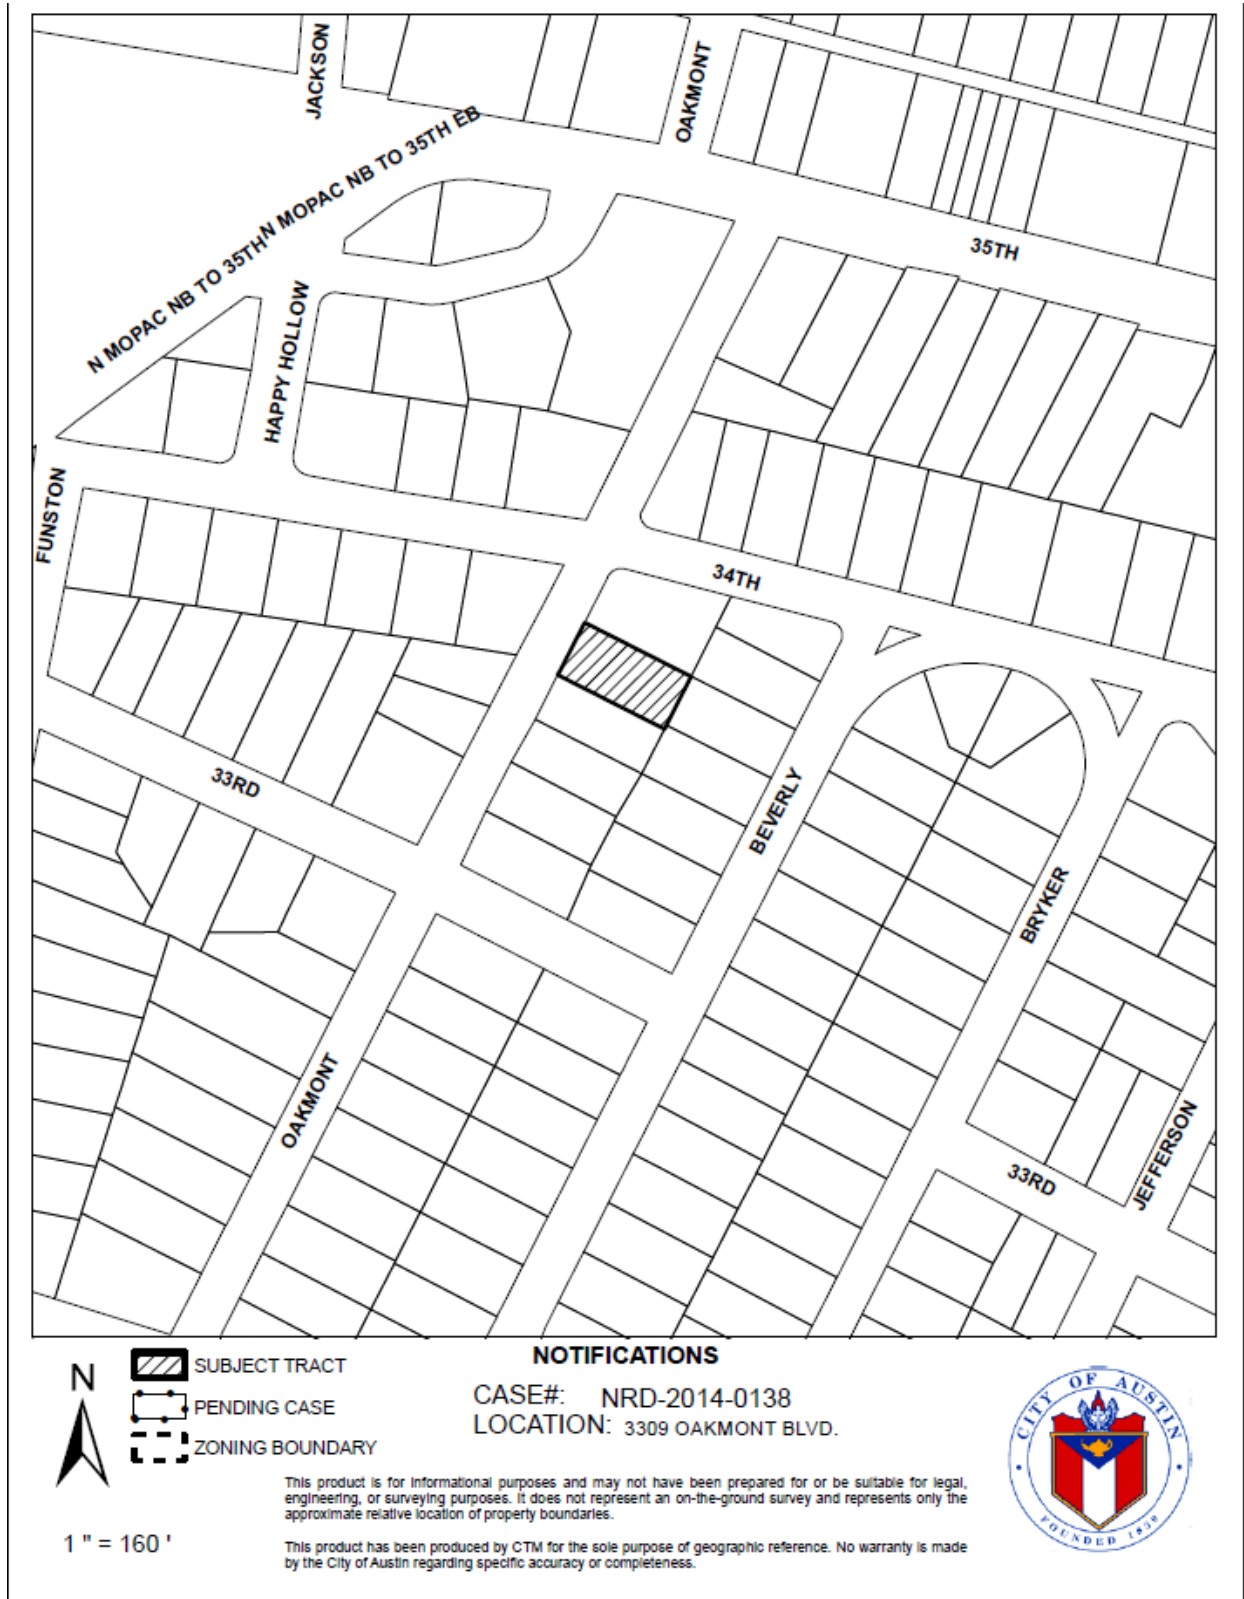 JACKSON
OAKMONT
N MOPAC NB TO 35TH EB
N MOPAC NB TO 35TH
35TH
HAPPY HOLLOW
FUNSTON
34TH
33RD
BEVERLY
BRYKER
OAKMONT
JEFFERSON
33RD
N
SUBJECT TRACT
PENDING CASE
ZONING BOUNDARY
1 " = 160 '
NOTIFICATIONS
CASE#: NRD-2014-0138
LOCATION: 3309 OAKMONT BLVD.
This product is for informational purposes and may not have been prepared for or be suitable for legal,
engineering, or surveying purposes. It does not represent an on-the-ground survey and represents only the
approximate relative location of property boundaries.
This product has been produced by CTM for the sole purpose of geographic reference. No warranty is made
by the City of Austin regarding specific accuracy or completeness.
CITY OF AUSTIN
FOUNDED 1839